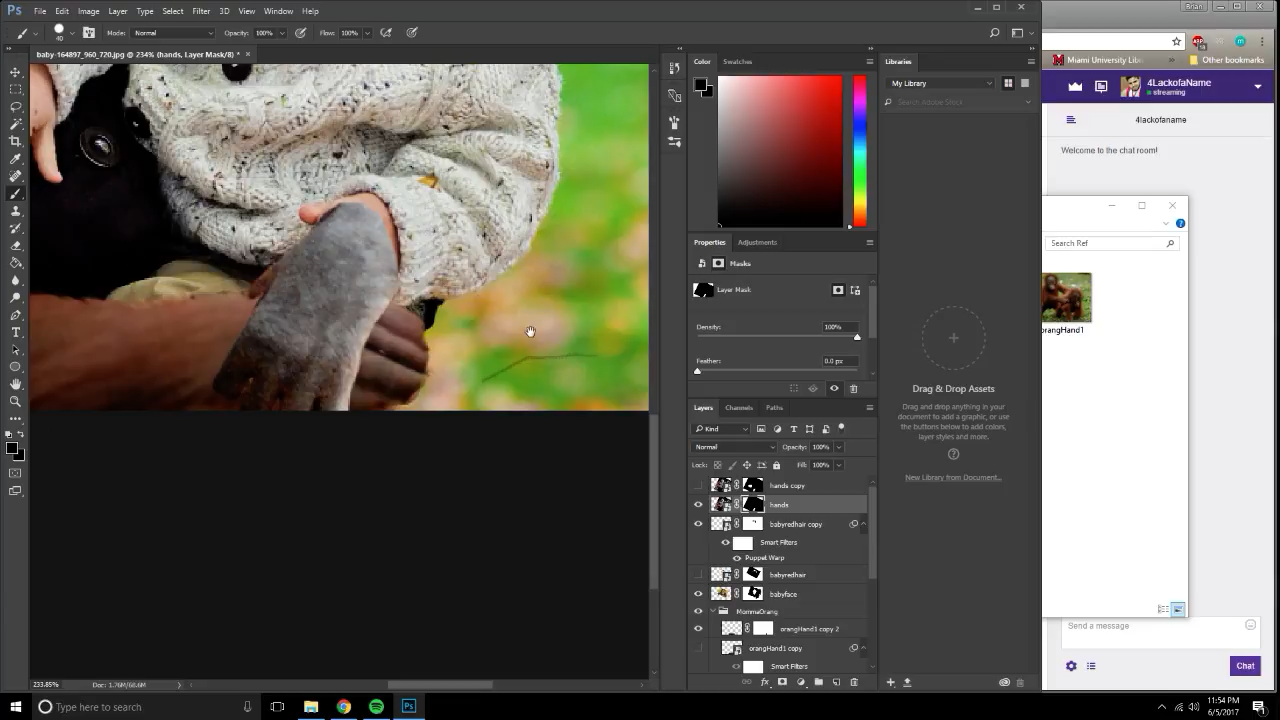 Ps File Edit Image Layer Type Select Filter 3D View Window Help
Brian
40 Mode: Normal Opacity: 100% Flow: 100%
baby-164897_960_720.jpg @ 234% (hands, Layer Mask/8) *
Miami University Lib
Other bookmarks
Color Swatches
Libraries
My Library
Search Adobe Stock
4LackofaName
streaming
4lackofaname
Welcome to the chat room!
Search Ref
orangHand1
Properties Adjustments
Masks
Layer Mask
Density: 100%
Feather: 0.0 px
Drag & Drop Assets
Drag and drop anything in your
document to add a graphic, or
use the buttons below to add colors,
layer styles and more.
New Library from Document...
Layers Channels Paths
Kind
Normal Opacity: 100%
Lock: Fill: 100%
hands copy
hands
babyredhair copy
Smart Filters
Puppet Warp
babyredhair
babyface
MommaOrang
orangHand1 copy 2
orangHand1 copy
Smart Filters
Send a message
Chat
233.85% Doc: 1.76M/68.6M
Type here to search
11:54 PM
6/5/2017